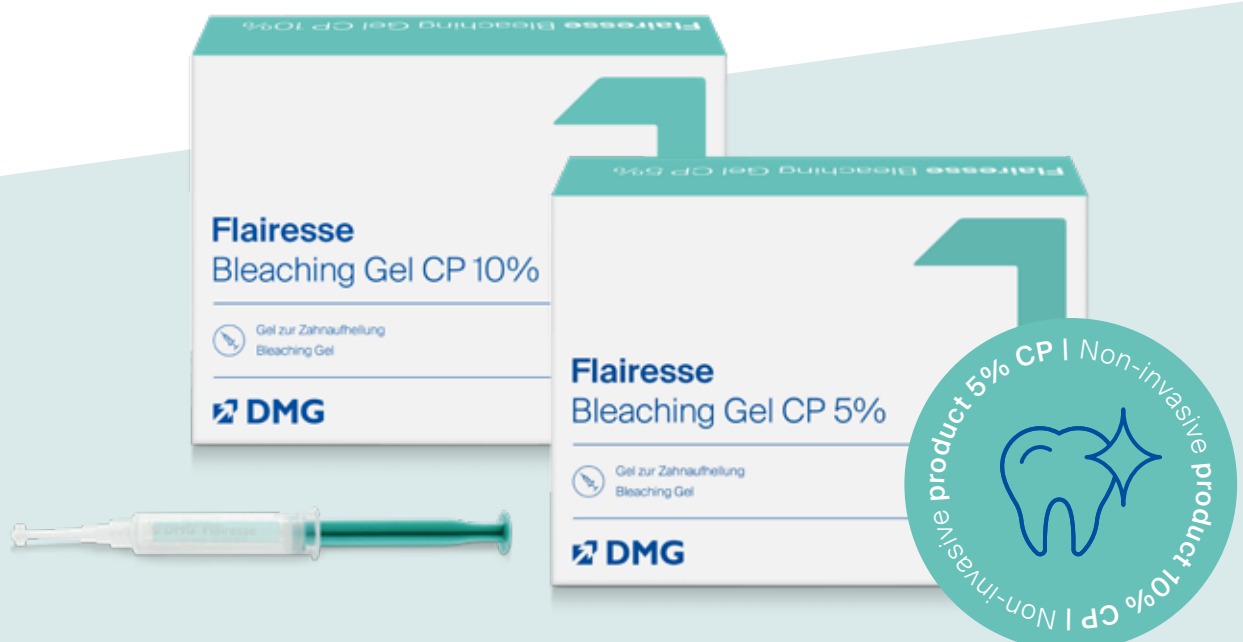 Flairesse Bleaching Gel CP 10%
Flairesse
Bleaching Gel CP 10%
Gel zur Zahnaufhellung
Bleaching Gel
DMG
Flairesse Bleaching Gel CP 5%
Flairesse
Bleaching Gel CP 5%
Gel zur Zahnaufhellung
Bleaching Gel
DMG
DMG Flairesse
Non-invasive product 5% CP | Non-invasive product 10% CP |